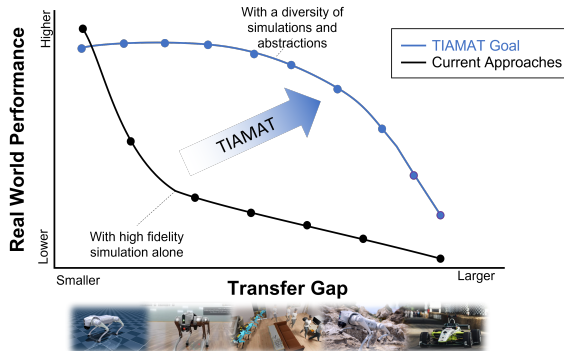 Higher
Real World Performance
Lower
With a diversity of
simulations and
abstractions
TIAMAT Goal
Current Approaches
TIAMAT
With high fidelity
simulation alone
Smaller
Transfer Gap
Larger